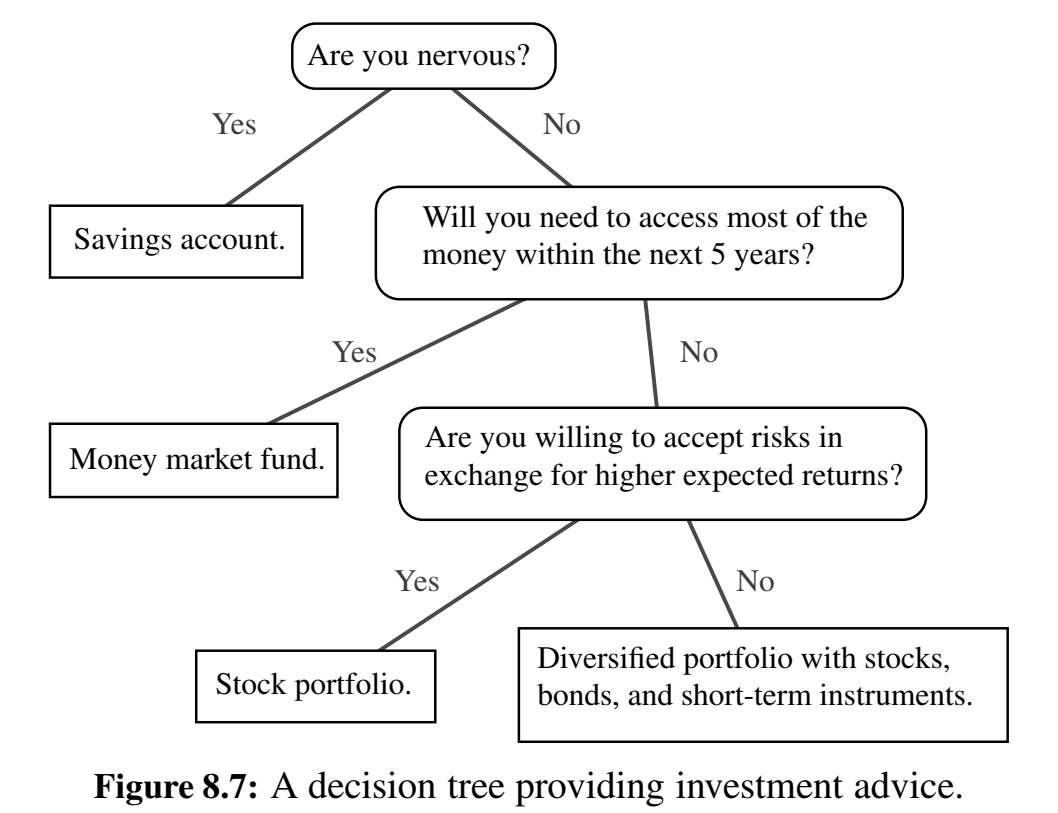 Are you nervous?
Yes
No
Savings account.
Will you need to access most of the
money within the next 5 years?
Yes
No
Money market fund.
Are you willing to accept risks in
exchange for higher expected returns?
Yes
No
Stock portfolio.
Diversified portfolio with stocks,
bonds, and short-term instruments.
Figure 8.7: A decision tree providing investment advice.